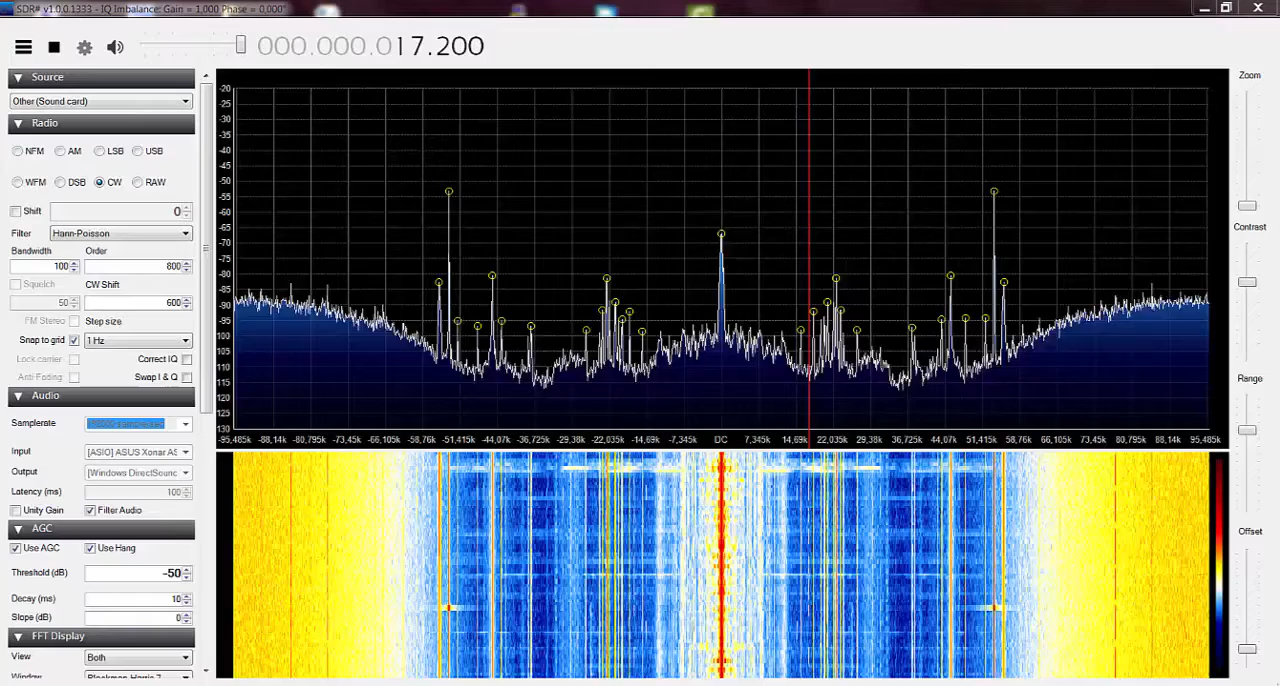 SDR# v1.0.0.1333 - IQ Imbalance: Gain = 1,000 Phase = 0,000°
000.000.017.200
Source
Other (Sound card)
Radio
NFM AM LSB USB
WFM DSB CW RAW
Shift 0
Filter Hann-Poisson
Bandwidth Order
100 800
Squelch CW Shift
50 600
FM Stereo Step size
Snap to grid 1 Hz
Lock carrier Correct IQ
Anti-Fading Swap I & Q
Audio
Samplerate
Input [ASIO] ASUS Xonar AS
Output [Windows DirectSounc
Latency (ms) 100
Unity Gain Filter Audio
AGC
Use AGC Use Hang
Threshold (dB) -50
Decay (ms) 10
Slope (dB) 0
FFT Display
View Both
Window Blackman-Harris 7
-20
-25
-30
-35
-40
-45
-50
-55
-60
-65
-70
-75
-80
-85
-90
-95
100
105
110
115
120
125
130
-95,485k -88,14k -80,795k -73,45k -66,105k -58,76k -51,415k -44,07k -36,725k -29,38k -22,035k -14,69k -7,345k DC 7,345k 14,69k 22,035k 29,38k 36,725k 44,07k 51,415k 58,76k 66,105k 73,45k 80,795k 88,14k 95,485k
Zoom
Contrast
Range
Offset